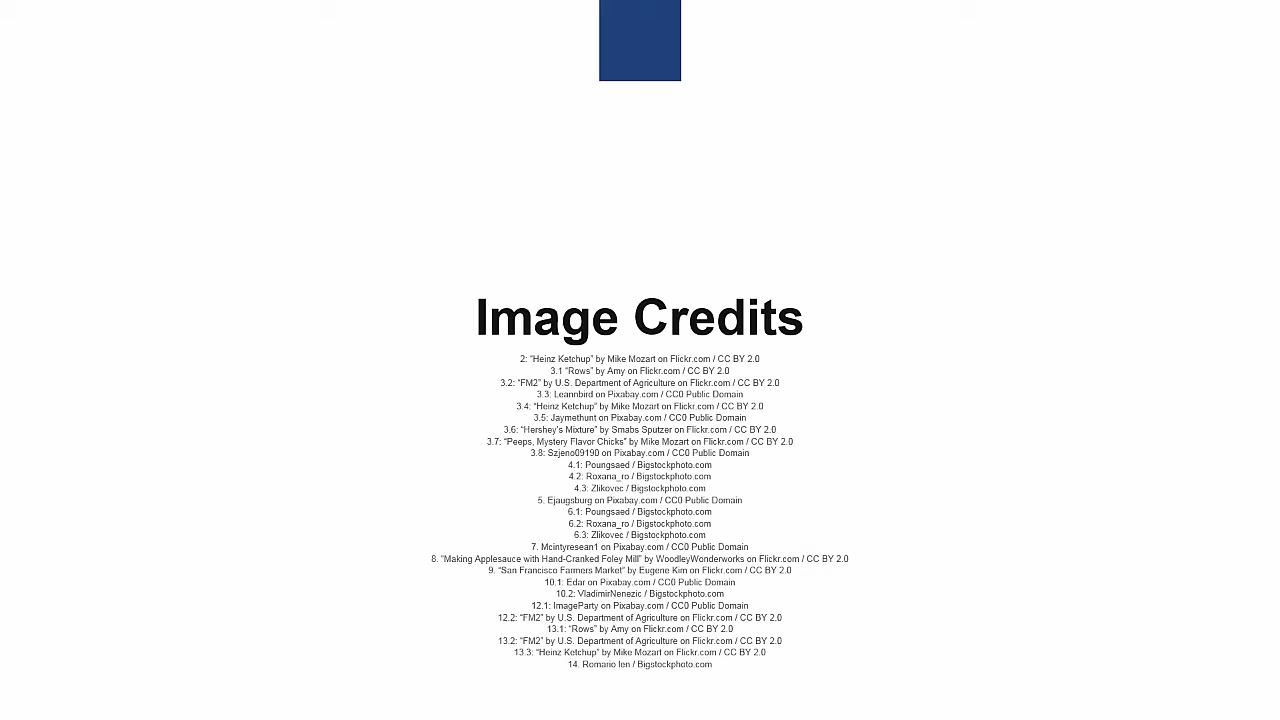 Image Credits
2: “Heinz Ketchup” by Mike Mozart on Flickr.com / CC BY 2.0
3.1 “Rows” by Amy on Flickr.com / CC BY 2.0
3.2: “FM2” by U.S. Department of Agriculture on Flickr.com / CC BY 2.0
3.3: Leannbird on Pixabay.com / CC0 Public Domain
3.4: “Heinz Ketchup” by Mike Mozart on Flickr.com / CC BY 2.0
3.5: Jaymethunt on Pixabay.com / CC0 Public Domain
3.6: “Hershey’s Mixture” by Smabs Sputzer on Flickr.com / CC BY 2.0
3.7: “Peeps, Mystery Flavor Chicks” by Mike Mozart on Flickr.com / CC BY 2.0
3.8: Szjeno09190 on Pixabay.com / CC0 Public Domain
4.1: Poungsaed / Bigstockphoto.com
4.2: Roxana_ro / Bigstockphoto.com
4.3: Zlikovec / Bigstockphoto.com
5. Ejaugsburg on Pixabay.com / CC0 Public Domain
6.1: Poungsaed / Bigstockphoto.com
6.2: Roxana_ro / Bigstockphoto.com
6.3: Zlikovec / Bigstockphoto.com
7. Mcintyresean1 on Pixabay.com / CC0 Public Domain
8. “Making Applesauce with Hand-Cranked Foley Mill” by WoodleyWonderworks on Flickr.com / CC BY 2.0
9. “San Francisco Farmers Market” by Eugene Kim on Flickr.com / CC BY 2.0
10.1: Edar on Pixabay.com / CC0 Public Domain
10.2: VladimirNenezic / Bigstockphoto.com
12.1: ImageParty on Pixabay.com / CC0 Public Domain
12.2: “FM2” by U.S. Department of Agriculture on Flickr.com / CC BY 2.0
13.1: “Rows” by Amy on Flickr.com / CC BY 2.0
13.2: “FM2” by U.S. Department of Agriculture on Flickr.com / CC BY 2.0
13.3: “Heinz Ketchup” by Mike Mozart on Flickr.com / CC BY 2.0
14. Romario Ien / Bigstockphoto.com